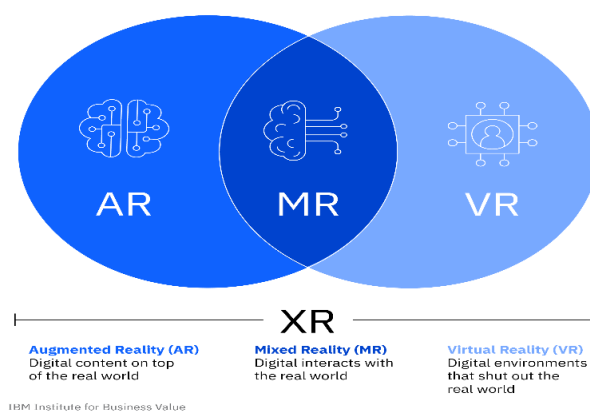 AR
MR
VR
XR
Augmented Reality (AR)
Digital content on top
of the real world
Mixed Reality (MR)
Digital interacts with
the real world
Virtual Reality (VR)
Digital environments
that shut out the
real world
IBM Institute for Business Value